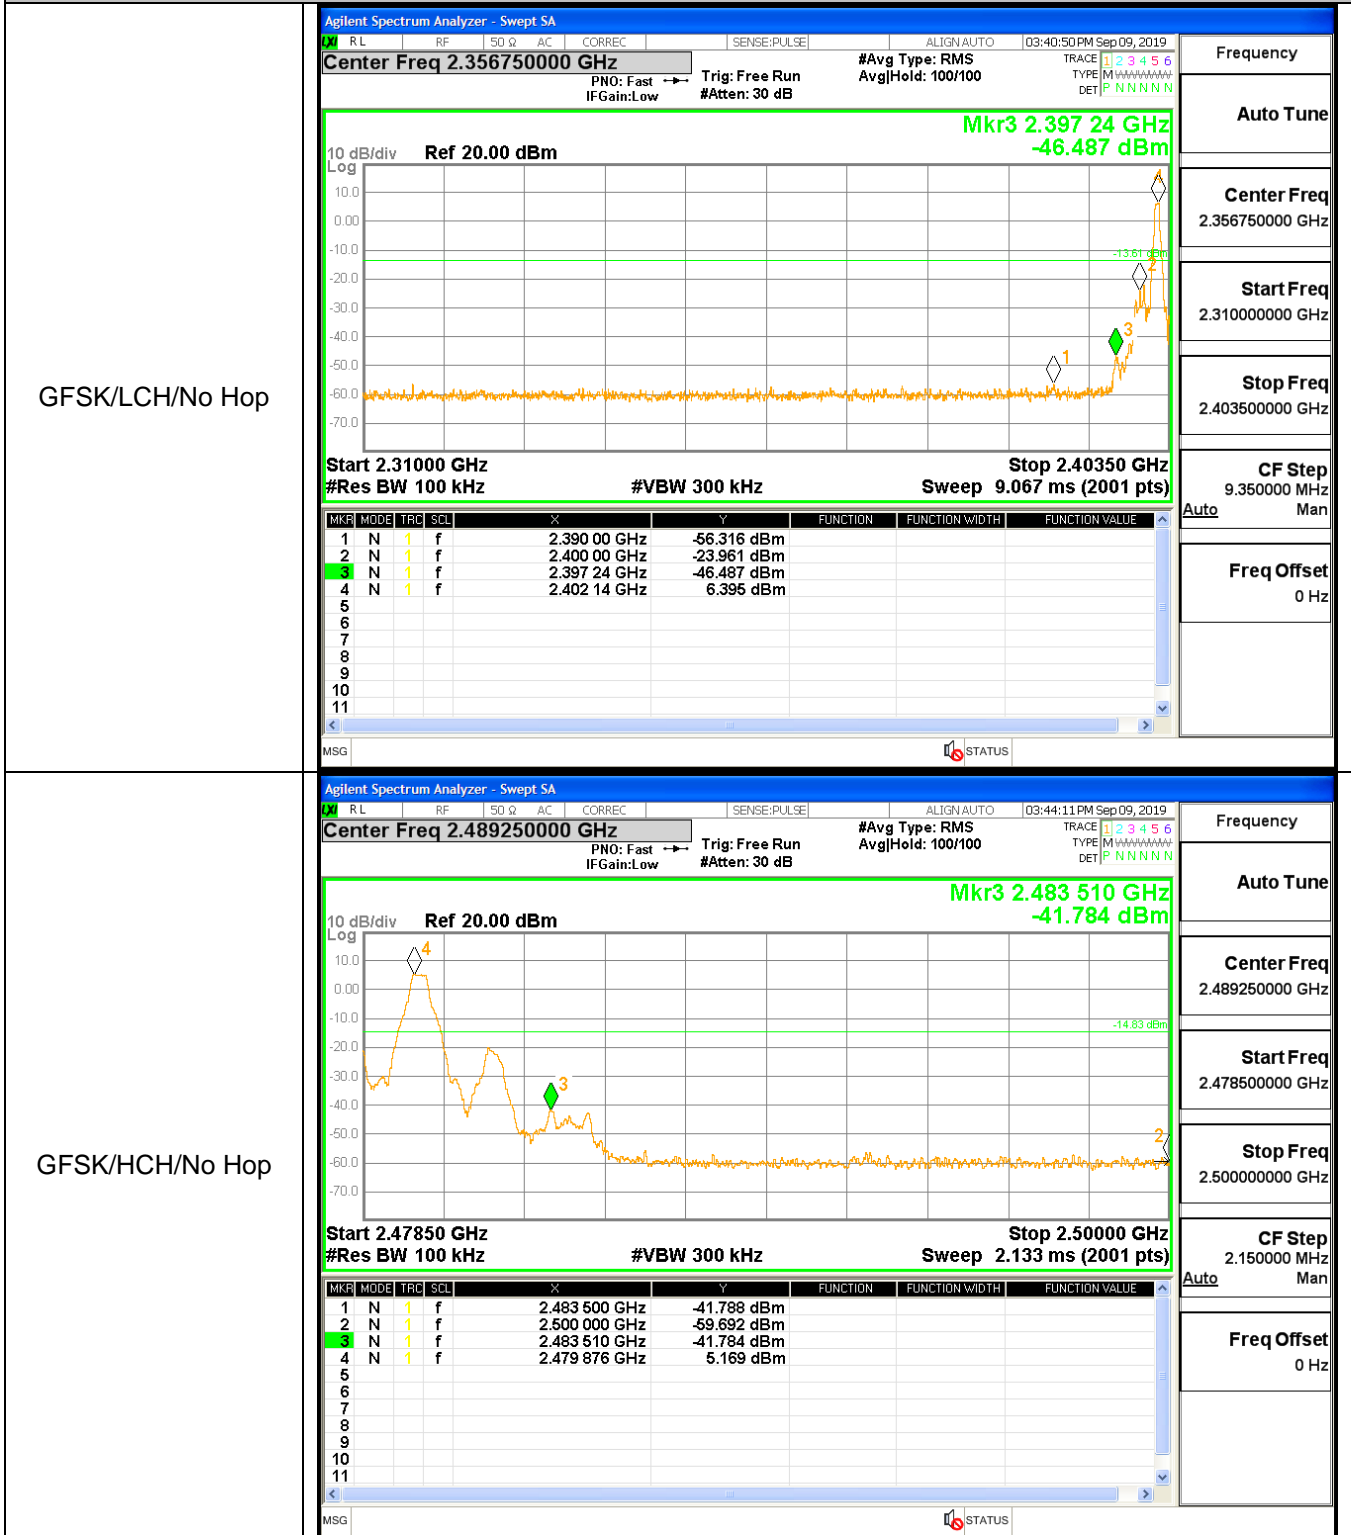 GFSK/LCH/No Hop
Agilent Spectrum Analyzer - Swept SA
LXI RL RF 50 Ω AC CORREC SENSE:PULSE ALIGN AUTO 03:40:50 PM Sep 09, 2019
Center Freq 2.356750000 GHz
PNO: Fast
IFGain:Low
Trig: Free Run
#Atten: 30 dB
#Avg Type: RMS
Avg|Hold: 100/100
TRACE 1 2 3 4 5 6
TYPE M
DET P N N N N N
Mkr3 2.397 24 GHz
-46.487 dBm
10 dB/div Ref 20.00 dBm
Log
10.0
0.00
-10.0
-20.0
-30.0
-40.0
-50.0
-60.0
-70.0
-13.61 dBm
4
2
3
1
Start 2.31000 GHz Stop 2.40350 GHz
#Res BW 100 kHz #VBW 300 kHz Sweep 9.067 ms (2001 pts)
MKR MODE TRC SCL X Y FUNCTION FUNCTION WIDTH FUNCTION VALUE
1 N 1 f 2.390 00 GHz -56.316 dBm
2 N 1 f 2.400 00 GHz -23.961 dBm
3 N 1 f 2.397 24 GHz -46.487 dBm
4 N 1 f 2.402 14 GHz 6.395 dBm
5
6
7
8
9
10
11
MSG STATUS
Frequency
Auto Tune
Center Freq
2.356750000 GHz
Start Freq
2.310000000 GHz
Stop Freq
2.403500000 GHz
CF Step
9.350000 MHz
Auto Man
Freq Offset
0 Hz
GFSK/HCH/No Hop
Agilent Spectrum Analyzer - Swept SA
LXI RL RF 50 Ω AC CORREC SENSE:PULSE ALIGN AUTO 03:44:11 PM Sep 09, 2019
Center Freq 2.489250000 GHz
PNO: Fast
IFGain:Low
Trig: Free Run
#Atten: 30 dB
#Avg Type: RMS
Avg|Hold: 100/100
TRACE 1 2 3 4 5 6
TYPE M
DET P N N N N N
Mkr3 2.483 510 GHz
-41.784 dBm
10 dB/div Ref 20.00 dBm
Log
10.0
0.00
-10.0
-20.0
-30.0
-40.0
-50.0
-60.0
-70.0
-14.83 dBm
4
3
2
Start 2.47850 GHz Stop 2.50000 GHz
#Res BW 100 kHz #VBW 300 kHz Sweep 2.133 ms (2001 pts)
MKR MODE TRC SCL X Y FUNCTION FUNCTION WIDTH FUNCTION VALUE
1 N 1 f 2.483 500 GHz -41.788 dBm
2 N 1 f 2.500 000 GHz -59.692 dBm
3 N 1 f 2.483 510 GHz -41.784 dBm
4 N 1 f 2.479 876 GHz 5.169 dBm
5
6
7
8
9
10
11
MSG STATUS
Frequency
Auto Tune
Center Freq
2.489250000 GHz
Start Freq
2.478500000 GHz
Stop Freq
2.500000000 GHz
CF Step
2.150000 MHz
Auto Man
Freq Offset
0 Hz